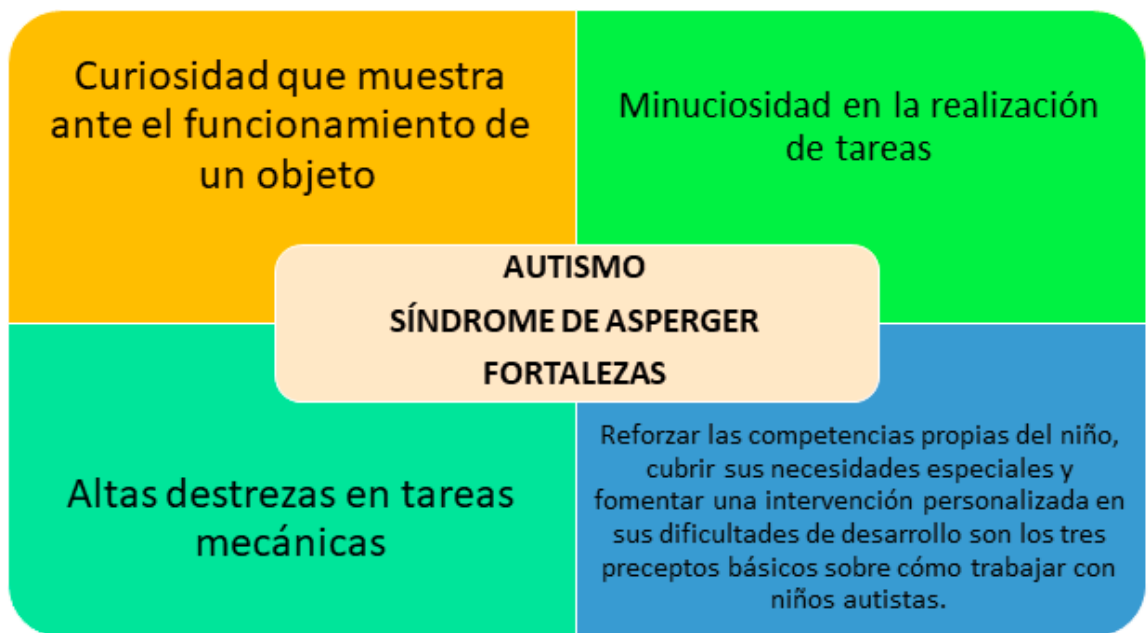 Curiosidad que muestra
ante el funcionamiento de
un objeto
Minuciosidad en la realización
de tareas
AUTISMO
SÍNDROME DE ASPERGER
FORTALEZAS
Altas destrezas en tareas
mecánicas
Reforzar las competencias propias del niño,
cubrir sus necesidades especiales y
fomentar una intervención personalizada en
sus dificultades de desarrollo son los tres
preceptos básicos sobre cómo trabajar con
niños autistas.